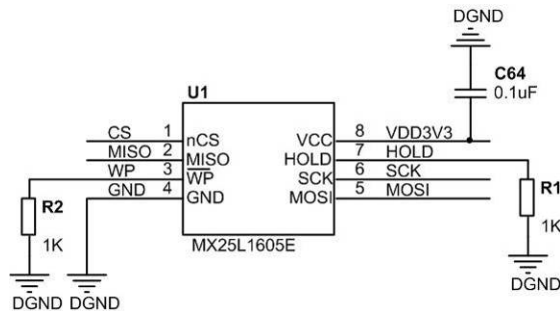 DGND
C64
0.1uF
U1
CS 1 nCS VCC 8 VDD3V3
MISO 2 MISO HOLD 7 HOLD
WP 3 WP SCK 6 SCK
GND 4 GND MOSI 5 MOSI
R2
1K
R1
1K
MX25L1605E
DGND DGND
DGND